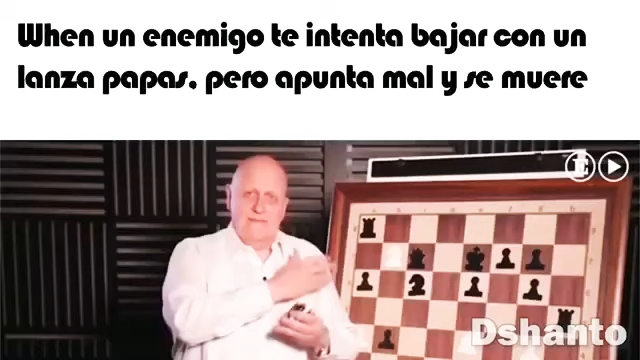 When un enemigo te intenta bajar con un
lanza papas, pero apunta mal y se muere
E
Dshanto